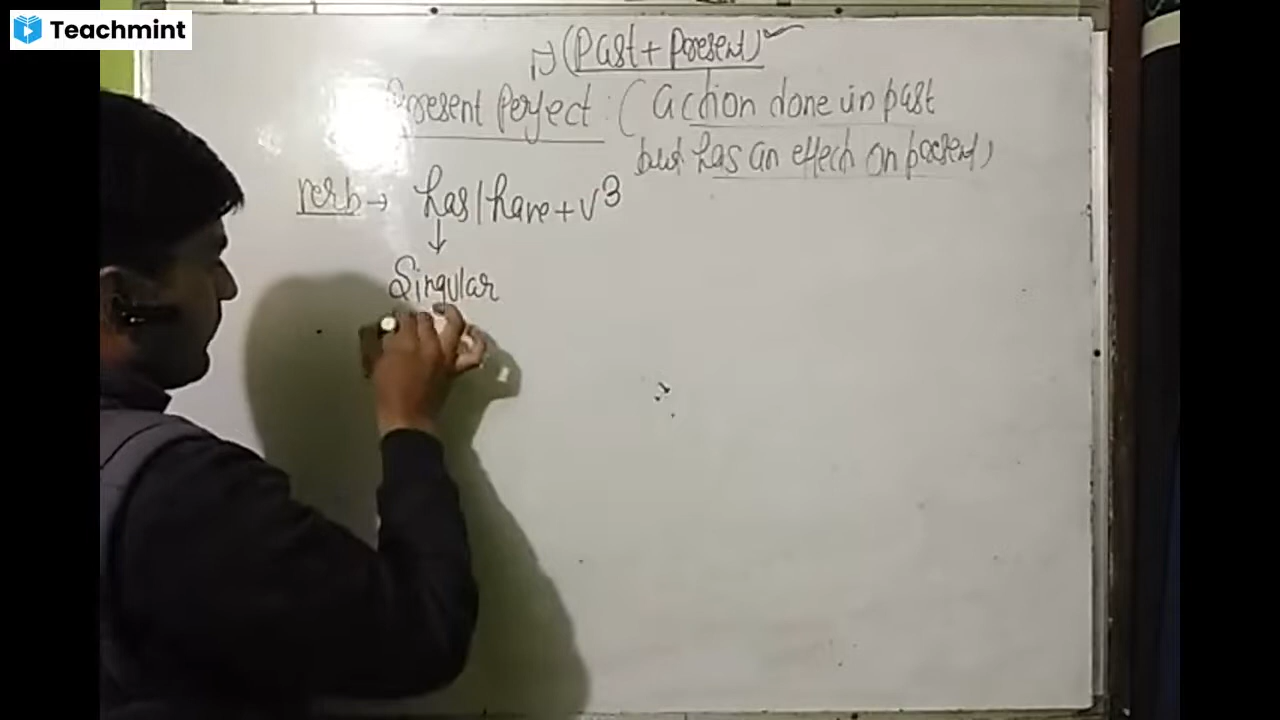 Teachmint
(Past + Present)
Present Perfect : ( action done in past
but has an effect on present)
verb → has/have + v3
↓
Singular